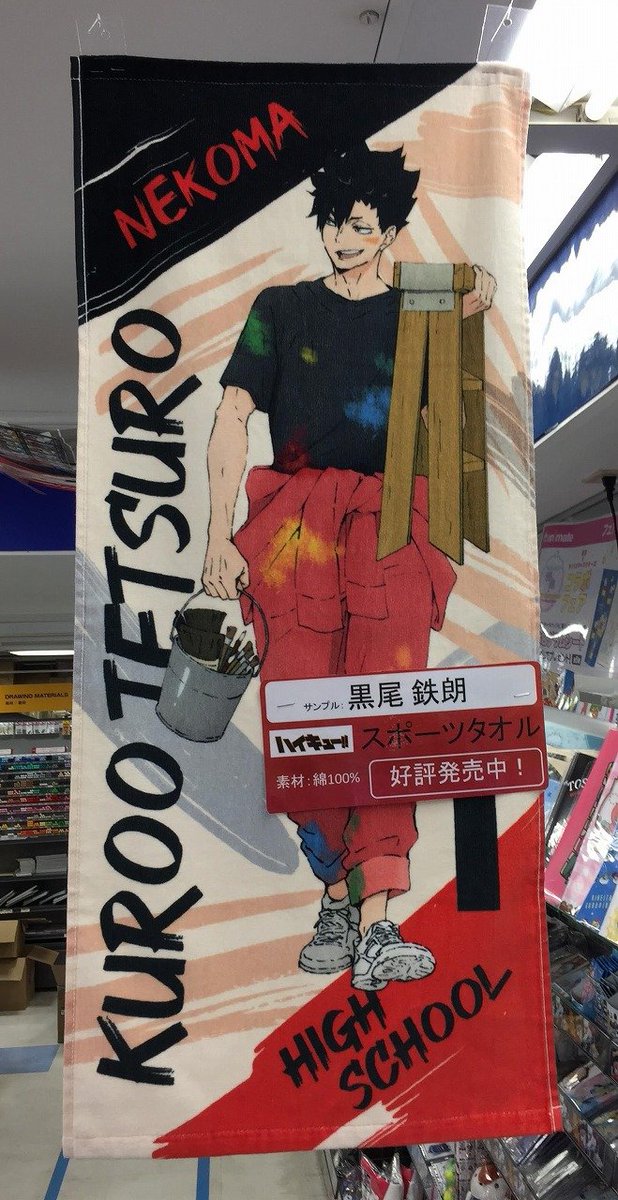 NEKOMA
KUROO TETSURO
サンプル: 黒尾 鉄朗
ハイキュー!! スポーツタオル
素材:綿100% 好評発売中!
HIGH
SCHOOL
DRAWING MATERIALS